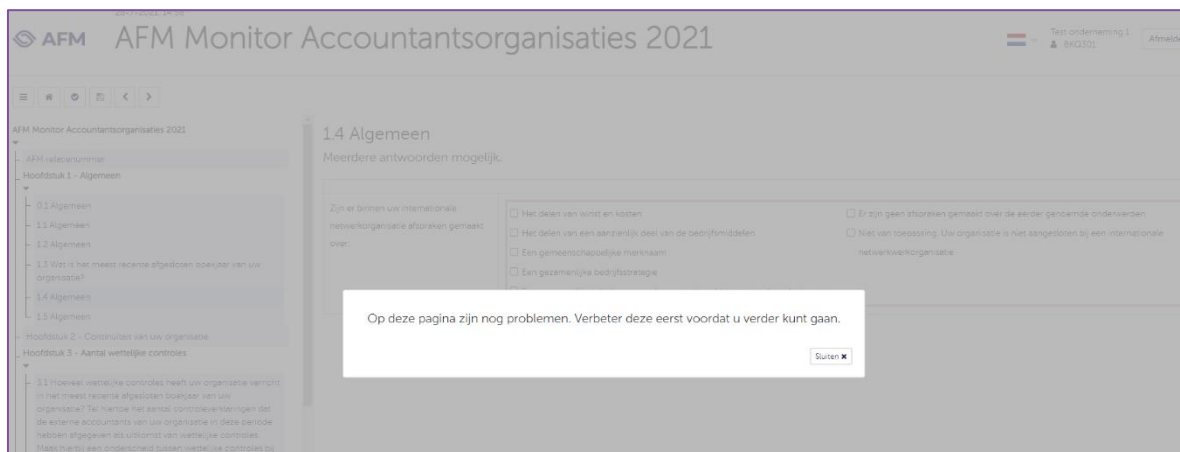 AFM
AFM Monitor Accountantsorganisaties 2021
Test onderneming 1
BKG301
Afmelde
AFM Monitor Accountantsorganisaties 2021
AFM relatienummer
Hoofdstuk 1 - Algemeen
0.1 Algemeen
1.1 Algemeen
1.2 Algemeen
1.3 Wat is het meest recente afgesloten boekjaar van uw
organisatie?
1.4 Algemeen
1.5 Algemeen
Hoofdstuk 2 - Continuïteit van uw organisatie
Hoofdstuk 3 - Aantal wettelijke controles
3.1 Hoeveel wettelijke controles heeft uw organisatie verricht
in het meest recente afgesloten boekjaar van uw
organisatie? Tel hiertoe het aantal controleverklaringen dat
de externe accountants van uw organisatie in deze periode
hebben afgegeven als uitkomst van wettelijke controles.
Maak hierbij een onderscheid tussen wettelijke controles bij
1.4 Algemeen
Meerdere antwoorden mogelijk.
Zijn er binnen uw internationale
netwerkorganisatie afspraken gemaakt
over:
Het delen van winst en kosten
Het delen van een aanzienlijk deel van de bedrijfsmiddelen
Een gemeenschappelijke merknaam
Een gezamenlijke bedrijfsstrategie
Er zijn geen afspraken gemaakt over de eerder genoemde onderwerpen
Niet van toepassing. Uw organisatie is niet aangesloten bij een internationale
netwerkwerkorganisatie
Op deze pagina zijn nog problemen. Verbeter deze eerst voordat u verder kunt gaan.
Sluiten